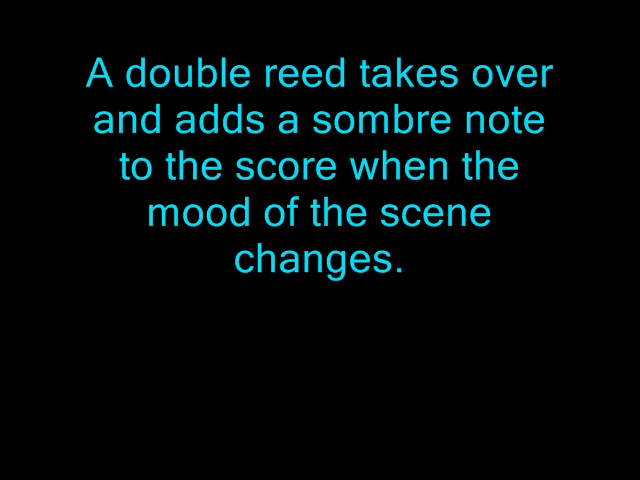 A double reed takes over
and adds a sombre note
to the score when the
mood of the scene
changes.